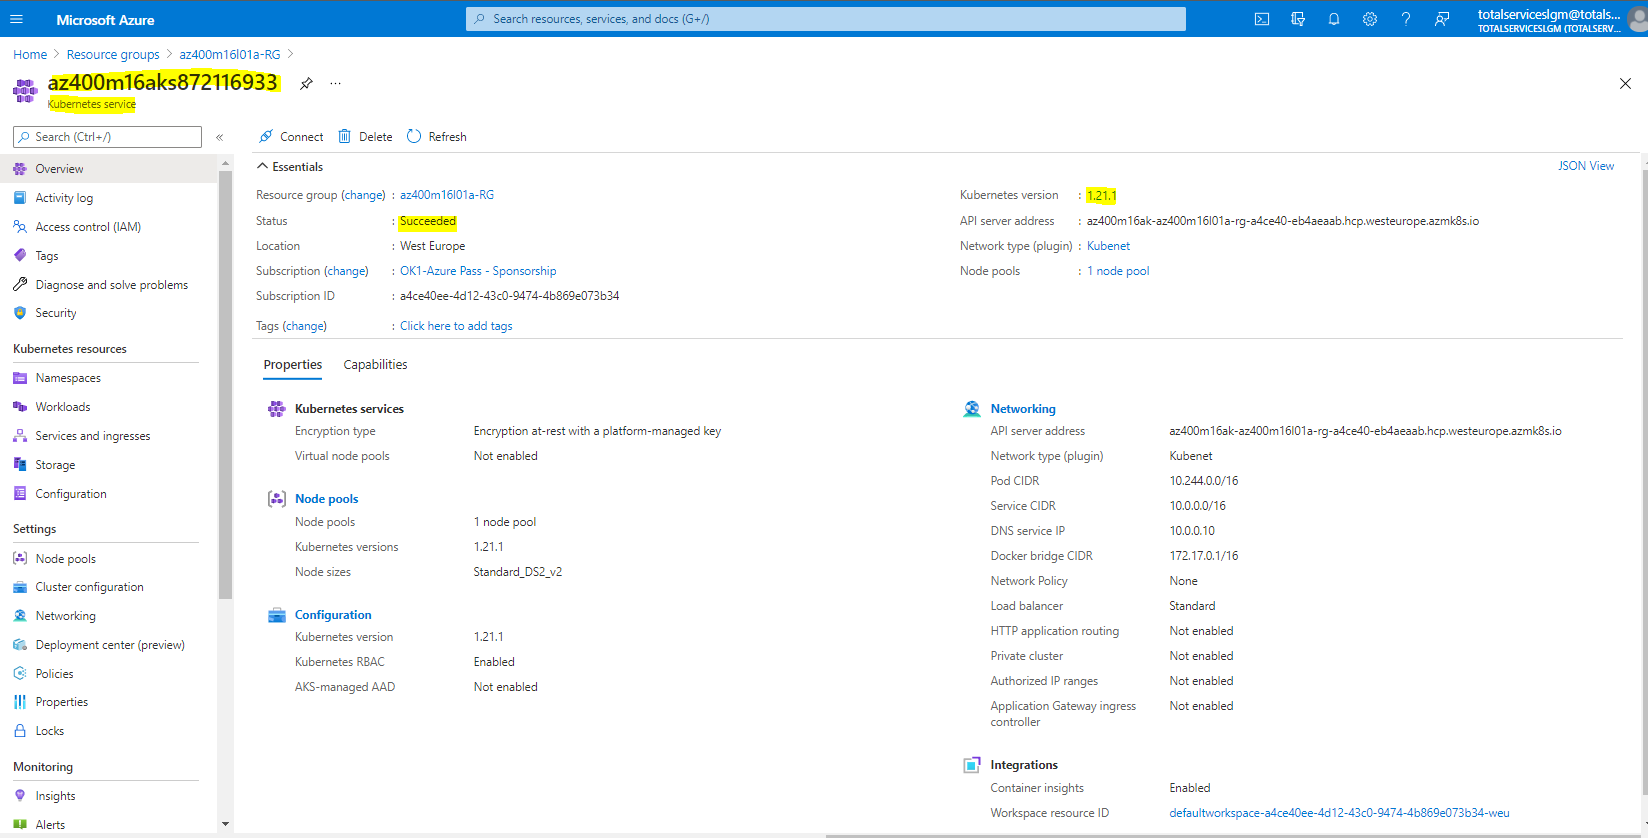 Microsoft Azure
Search resources, services, and docs (G+/)
totalserviceslgm@totals...
TOTALSERVICESLGM (TOTALSERV...
Home > Resource groups > az400m16l01a-RG >
az400m16aks872116933
...
Kubernetes service
Search (Ctrl+/)
«
Connect Delete Refresh
Overview
Activity log
Access control (IAM)
Tags
Diagnose and solve problems
Security
Kubernetes resources
Namespaces
Workloads
Services and ingresses
Storage
Configuration
Settings
Node pools
Cluster configuration
Networking
Deployment center (preview)
Policies
Properties
Locks
Monitoring
Insights
Alerts
Essentials
JSON View
Resource group (change) : az400m16l01a-RG
Status : Succeeded
Location : West Europe
Subscription (change) : OK1-Azure Pass - Sponsorship
Subscription ID : a4ce40ee-4d12-43c0-9474-4b869e073b34
Tags (change) : Click here to add tags
Kubernetes version : 1.21.1
API server address : az400m16ak-az400m16l01a-rg-a4ce40-eb4aeaab.hcp.westeurope.azmk8s.io
Network type (plugin) : Kubenet
Node pools : 1 node pool
Properties Capabilities
Kubernetes services
Encryption type Encryption at-rest with a platform-managed key
Virtual node pools Not enabled
Node pools
Node pools 1 node pool
Kubernetes versions 1.21.1
Node sizes Standard_DS2_v2
Configuration
Kubernetes version 1.21.1
Kubernetes RBAC Enabled
AKS-managed AAD Not enabled
Networking
API server address az400m16ak-az400m16l01a-rg-a4ce40-eb4aeaab.hcp.westeurope.azmk8s.io
Network type (plugin) Kubenet
Pod CIDR 10.244.0.0/16
Service CIDR 10.0.0.0/16
DNS service IP 10.0.0.10
Docker bridge CIDR 172.17.0.1/16
Network Policy None
Load balancer Standard
HTTP application routing Not enabled
Private cluster Not enabled
Authorized IP ranges Not enabled
Application Gateway ingress Not enabled
controller
Integrations
Container insights Enabled
Workspace resource ID defaultworkspace-a4ce40ee-4d12-43c0-9474-4b869e073b34-weu